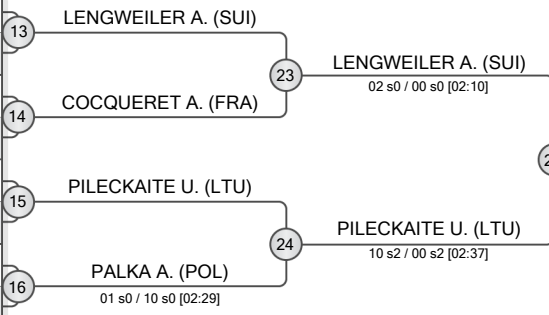 LENGWEILER A. (SUI)
13
23
LENGWEILER A. (SUI)
02 s0 / 00 s0 [02:10]
COCQUERET A. (FRA)
14
PILECKAITE U. (LTU)
15
24
PILECKAITE U. (LTU)
10 s2 / 00 s2 [02:37]
PALKA A. (POL)
16
01 s0 / 10 s0 [02:29]